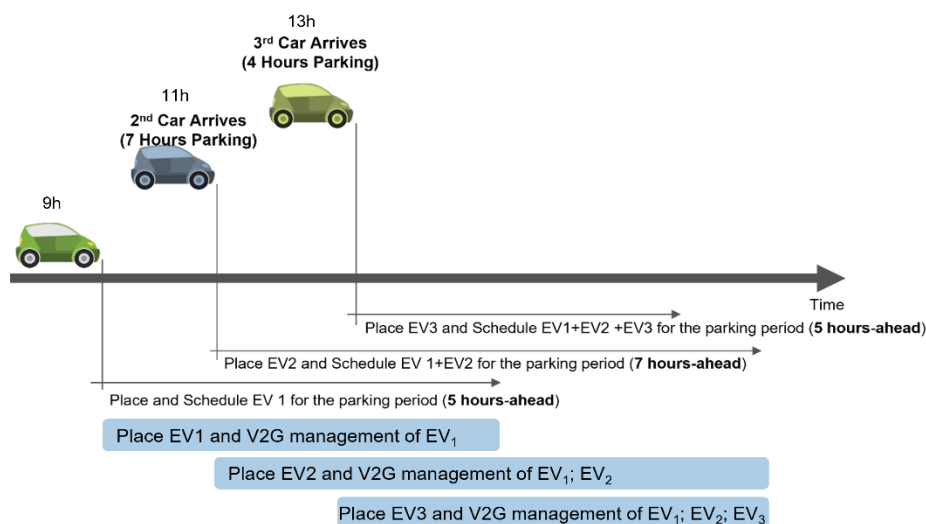 13h
3rd Car Arrives
(4 Hours Parking)
11h
2nd Car Arrives
(7 Hours Parking)
9h
Time
Place EV3 and Schedule EV1+EV2 +EV3 for the parking period (5 hours-ahead)
Place EV2 and Schedule EV 1+EV2 for the parking period (7 hours-ahead)
Place and Schedule EV 1 for the parking period (5 hours-ahead)
Place EV1 and V2G management of EV1
Place EV2 and V2G management of EV1; EV2
Place EV3 and V2G management of EV1; EV2; EV3